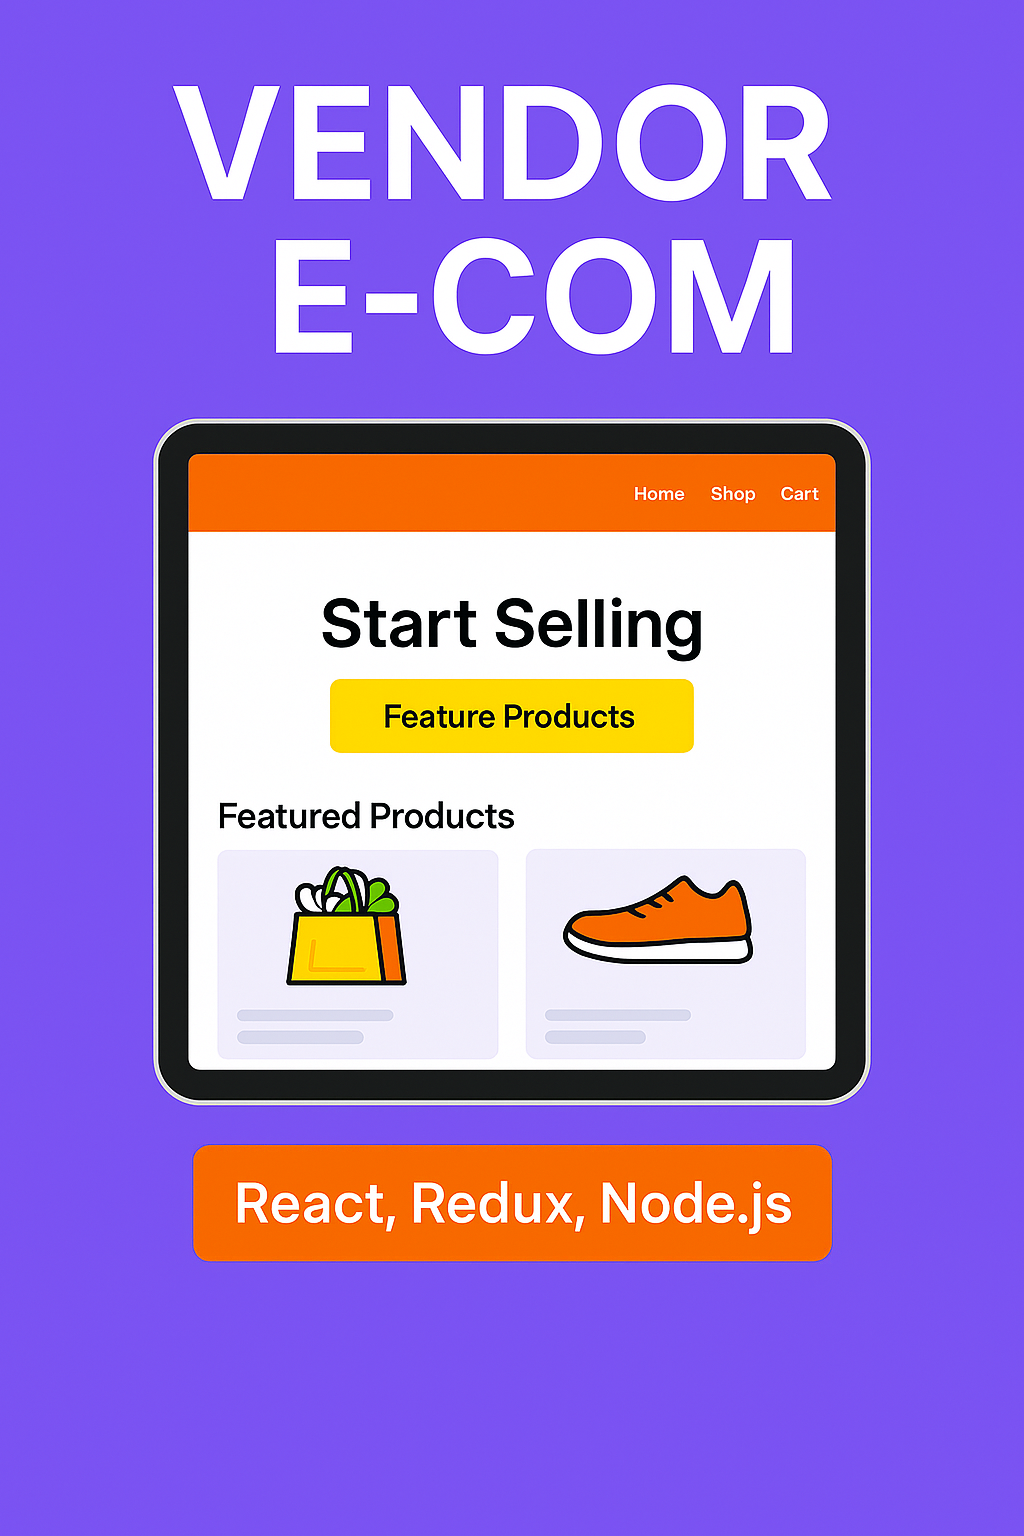 VENDOR
E-COM
Home Shop Cart
Start Selling
Feature Products
Featured Products
React, Redux, Node.js